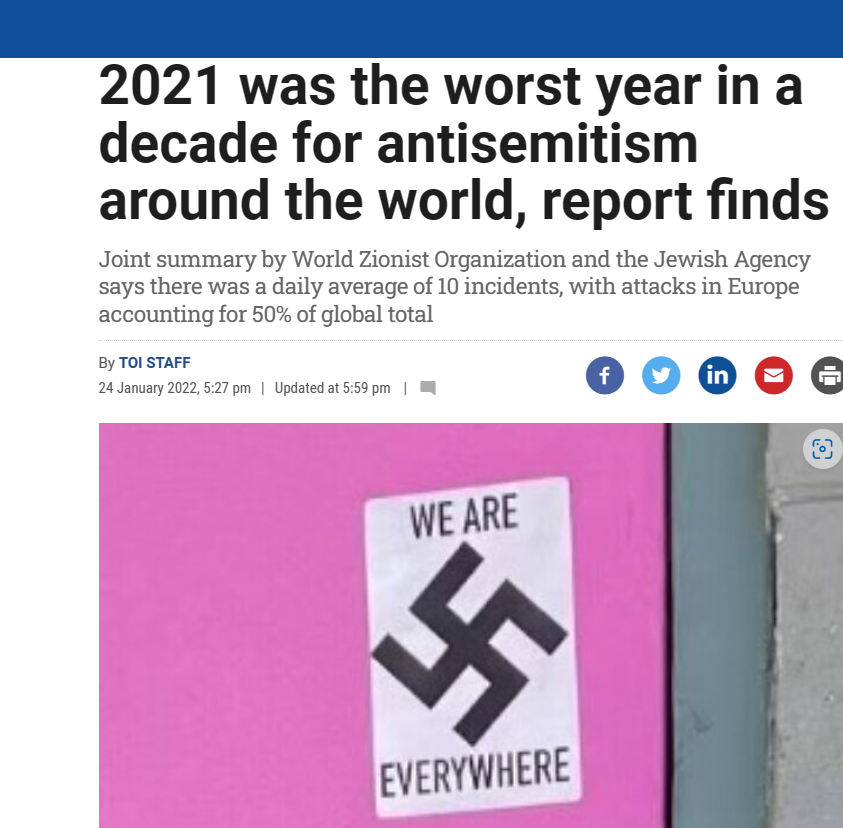 2021 was the worst year in a
decade for antisemitism
around the world, report finds
Joint summary by World Zionist Organization and the Jewish Agency
says there was a daily average of 10 incidents, with attacks in Europe
accounting for 50% of global total
By TOI STAFF
24 January 2022, 5:27 pm | Updated at 5:59 pm |
f
in
WE ARE
EVERYWHERE